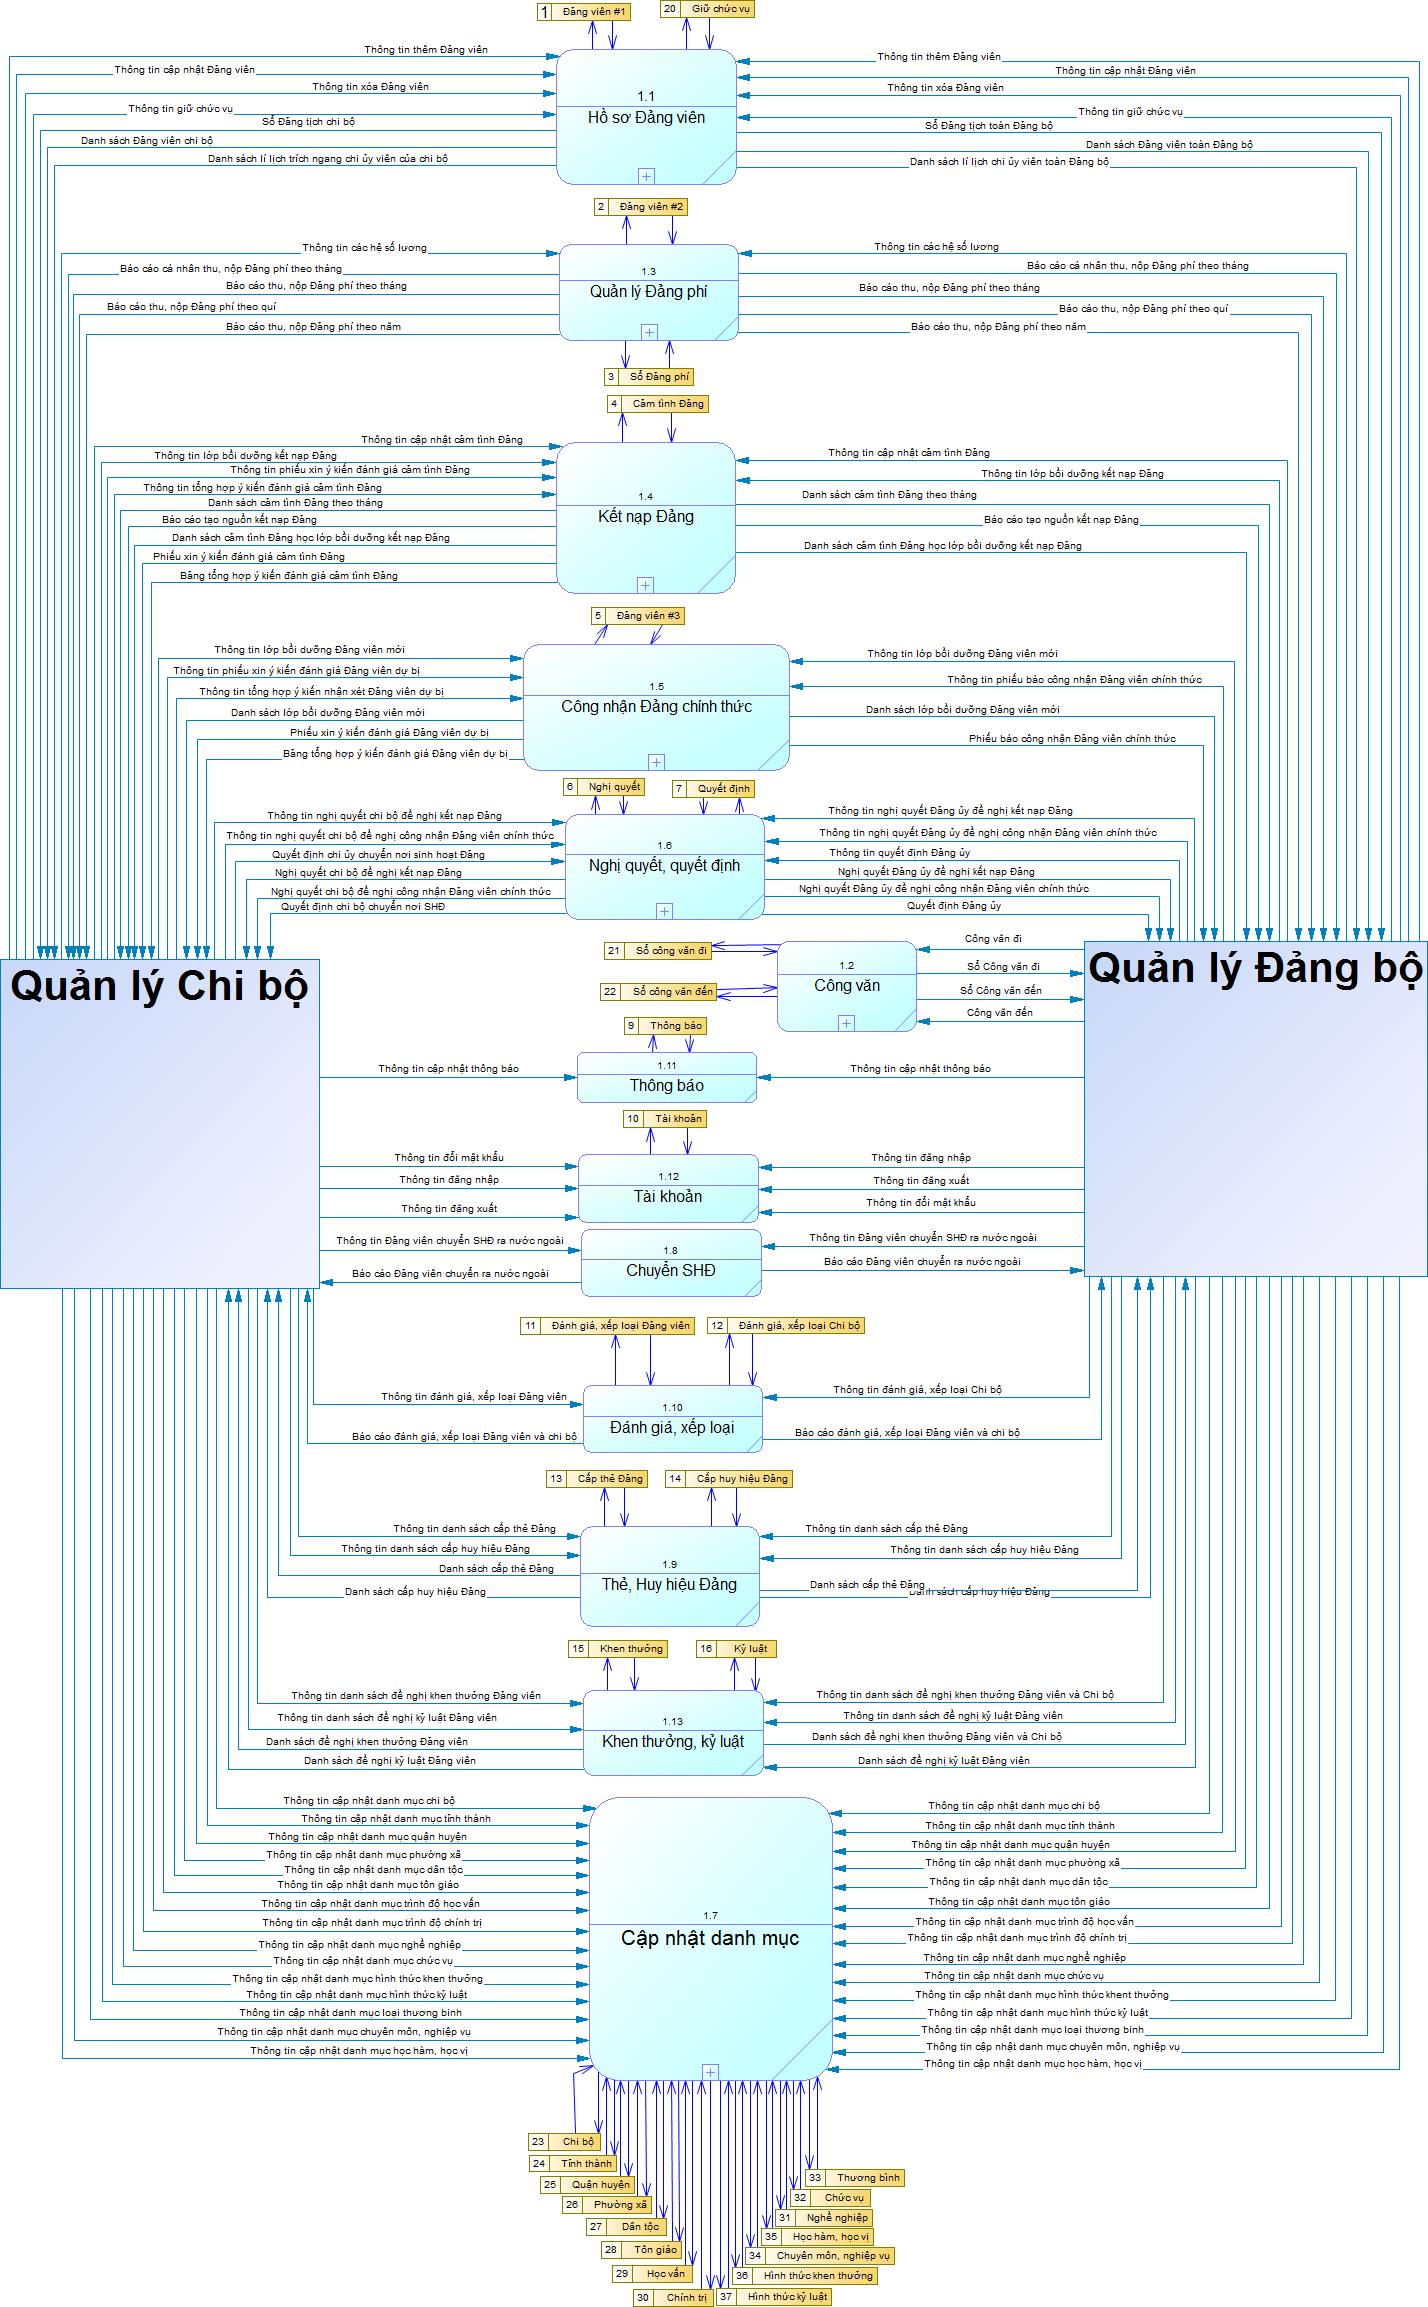 1 Đảng viên #1
20 Giữ chức vụ
Thông tin thêm Đảng viên
Thông tin cập nhật Đảng viên
Thông tin xóa Đảng viên
Thông tin giữ chức vụ
Sổ Đảng tịch chi bộ
Danh sách Đảng viên chi bộ
Danh sách lí lịch trích ngang chi ủy viên của chi bộ
1.1
Hồ sơ Đảng viên
Thông tin thêm Đảng viên
Thông tin cập nhật Đảng viên
Thông tin xóa Đảng viên
Thông tin giữ chức vụ
Sổ Đảng tịch toàn Đảng bộ
Danh sách Đảng viên toàn Đảng bộ
Danh sách lí lịch chi ủy viên toàn Đảng bộ
2 Đảng viên #2
Thông tin các hệ số lương
Báo cáo cá nhân thu, nộp Đảng phí theo tháng
Báo cáo thu, nộp Đảng phí theo tháng
Báo cáo thu, nộp Đảng phí theo quí
Báo cáo thu, nộp Đảng phí theo năm
1.3
Quản lý Đảng phí
Thông tin các hệ số lương
Báo cáo cá nhân thu, nộp Đảng phí theo tháng
Báo cáo thu, nộp Đảng phí theo tháng
Báo cáo thu, nộp Đảng phí theo quí
Báo cáo thu, nộp Đảng phí theo năm
3 Sổ Đảng phí
4 Cảm tình Đảng
Thông tin cập nhật cảm tình Đảng
Thông tin lớp bồi dưỡng kết nạp Đảng
Thông tin phiếu xin ý kiến đánh giá cảm tình Đảng
Thông tin tổng hợp ý kiến đánh giá cảm tình Đảng
Danh sách cảm tình Đảng theo tháng
Báo cáo tạo nguồn kết nạp Đảng
Danh sách cảm tình Đảng học lớp bồi dưỡng kết nạp Đảng
Phiếu xin ý kiến đánh giá cảm tình Đảng
Bảng tổng hợp ý kiến đánh giá cảm tình Đảng
1.4
Kết nạp Đảng
Thông tin cập nhật cảm tình Đảng
Thông tin lớp bồi dưỡng kết nạp Đảng
Danh sách cảm tình Đảng theo tháng
Báo cáo tạo nguồn kết nạp Đảng
Danh sách cảm tình Đảng học lớp bồi dưỡng kết nạp Đảng
5 Đảng viên #3
Thông tin lớp bồi dưỡng Đảng viên mới
Thông tin phiếu xin ý kiến đánh giá Đảng viên dự bị
Thông tin tổng hợp ý kiến nhận xét Đảng viên dự bị
Danh sách lớp bồi dưỡng Đảng viên mới
Phiếu xin ý kiến đánh giá Đảng viên dự bị
Bảng tổng hợp ý kiến đánh giá Đảng viên dự bị
1.5
Công nhận Đảng chính thức
Thông tin lớp bồi dưỡng Đảng viên mới
Thông tin phiếu báo công nhận Đảng viên chính thức
Danh sách lớp bồi dưỡng Đảng viên mới
Phiếu báo công nhận Đảng viên chính thức
6 Nghị quyết
7 Quyết định
Thông tin nghị quyết chi bộ đề nghị kết nạp Đảng
Thông tin nghị quyết chi bộ đề nghị công nhận Đảng viên chính thức
Quyết định chi ủy chuyển nơi sinh hoạt Đảng
Nghị quyết chi bộ đề nghị kết nạp Đảng
Nghị quyết chi bộ đề nghị công nhận Đảng viên chính thức
Quyết định chi bộ chuyển nơi SHĐ
1.6
Nghị quyết, quyết định
Thông tin nghị quyết Đảng ủy đề nghị kết nạp Đảng
Thông tin nghị quyết Đảng ủy đề nghị công nhận Đảng viên chính thức
Thông tin quyết định Đảng ủy
Nghị quyết Đảng ủy đề nghị kết nạp Đảng
Nghị quyết Đảng ủy đề nghị công nhận Đảng viên chính thức
Quyết định Đảng ủy
Quản lý Chi bộ
Quản lý Đảng bộ
21 Sổ công văn đi
22 Sổ công văn đến
1.2
Công văn
Công văn đi
Sổ Công văn đi
Sổ Công văn đến
Công văn đến
9 Thông báo
Thông tin cập nhật thông báo
1.11
Thông báo
Thông tin cập nhật thông báo
10 Tài khoản
Thông tin đổi mật khẩu
Thông tin đăng nhập
Thông tin đăng xuất
1.12
Tài khoản
Thông tin đăng nhập
Thông tin đăng xuất
Thông tin đổi mật khẩu
Thông tin Đảng viên chuyển SHĐ ra nước ngoài
Báo cáo Đảng viên chuyển ra nước ngoài
1.8
Chuyển SHĐ
Thông tin Đảng viên chuyển SHĐ ra nước ngoài
Báo cáo Đảng viên chuyển ra nước ngoài
11 Đánh giá, xếp loại Đảng viên
12 Đánh giá, xếp loại Chi bộ
Thông tin đánh giá, xếp loại Đảng viên
Báo cáo đánh giá, xếp loại Đảng viên và chi bộ
1.10
Đánh giá, xếp loại
Thông tin đánh giá, xếp loại Chi bộ
Báo cáo đánh giá, xếp loại Đảng viên và chi bộ
13 Cấp thẻ Đảng
14 Cấp huy hiệu Đảng
Thông tin danh sách cấp thẻ Đảng
Thông tin danh sách cấp huy hiệu Đảng
Danh sách cấp thẻ Đảng
Danh sách cấp huy hiệu Đảng
1.9
Thẻ, Huy hiệu Đảng
Thông tin danh sách cấp thẻ Đảng
Thông tin danh sách cấp huy hiệu Đảng
Danh sách cấp thẻ Đảng
Danh sách cấp huy hiệu Đảng
15 Khen thưởng
16 Kỷ luật
Thông tin danh sách đề nghị khen thưởng Đảng viên
Thông tin danh sách đề nghị kỷ luật Đảng viên
Danh sách đề nghị khen thưởng Đảng viên
Danh sách đề nghị kỷ luật Đảng viên
1.13
Khen thưởng, kỷ luật
Thông tin danh sách đề nghị khen thưởng Đảng viên và Chi bộ
Thông tin danh sách đề nghị kỷ luật Đảng viên
Danh sách đề nghị khen thưởng Đảng viên và Chi bộ
Danh sách đề nghị kỷ luật Đảng viên
Thông tin cập nhật danh mục chi bộ
Thông tin cập nhật danh mục tỉnh thành
Thông tin cập nhật danh mục quận huyện
Thông tin cập nhật danh mục phường xã
Thông tin cập nhật danh mục dân tộc
Thông tin cập nhật danh mục tôn giáo
Thông tin cập nhật danh mục trình độ học vấn
Thông tin cập nhật danh mục trình độ chính trị
Thông tin cập nhật danh mục nghề nghiệp
Thông tin cập nhật danh mục chức vụ
Thông tin cập nhật danh mục hình thức khen thưởng
Thông tin cập nhật danh mục hình thức kỷ luật
Thông tin cập nhật danh mục loại thương binh
Thông tin cập nhật danh mục chuyên môn, nghiệp vụ
Thông tin cập nhật danh mục học hàm, học vị
1.7
Cập nhật danh mục
Thông tin cập nhật danh mục chi bộ
Thông tin cập nhật danh mục tỉnh thành
Thông tin cập nhật danh mục quận huyện
Thông tin cập nhật danh mục phường xã
Thông tin cập nhật danh mục dân tộc
Thông tin cập nhật danh mục tôn giáo
Thông tin cập nhật danh mục trình độ học vấn
Thông tin cập nhật danh mục trình độ chính trị
Thông tin cập nhật danh mục nghề nghiệp
Thông tin cập nhật danh mục chức vụ
Thông tin cập nhật danh mục hình thức khent thưởng
Thông tin cập nhật danh mục hình thức kỷ luật
Thông tin cập nhật danh mục loại thương binh
Thông tin cập nhật danh mục chuyên môn, nghiệp vụ
Thông tin cập nhật danh mục học hàm, học vị
23 Chi bộ
24 Tỉnh thành
25 Quận huyện
26 Phường xã
27 Dân tộc
28 Tôn giáo
29 Học vấn
30 Chính trị
33 Thương bình
32 Chức vụ
31 Nghề nghiệp
35 Học hàm, học vị
34 Chuyên môn, nghiệp vụ
36 Hình thức khen thưởng
37 Hình thức kỷ luật